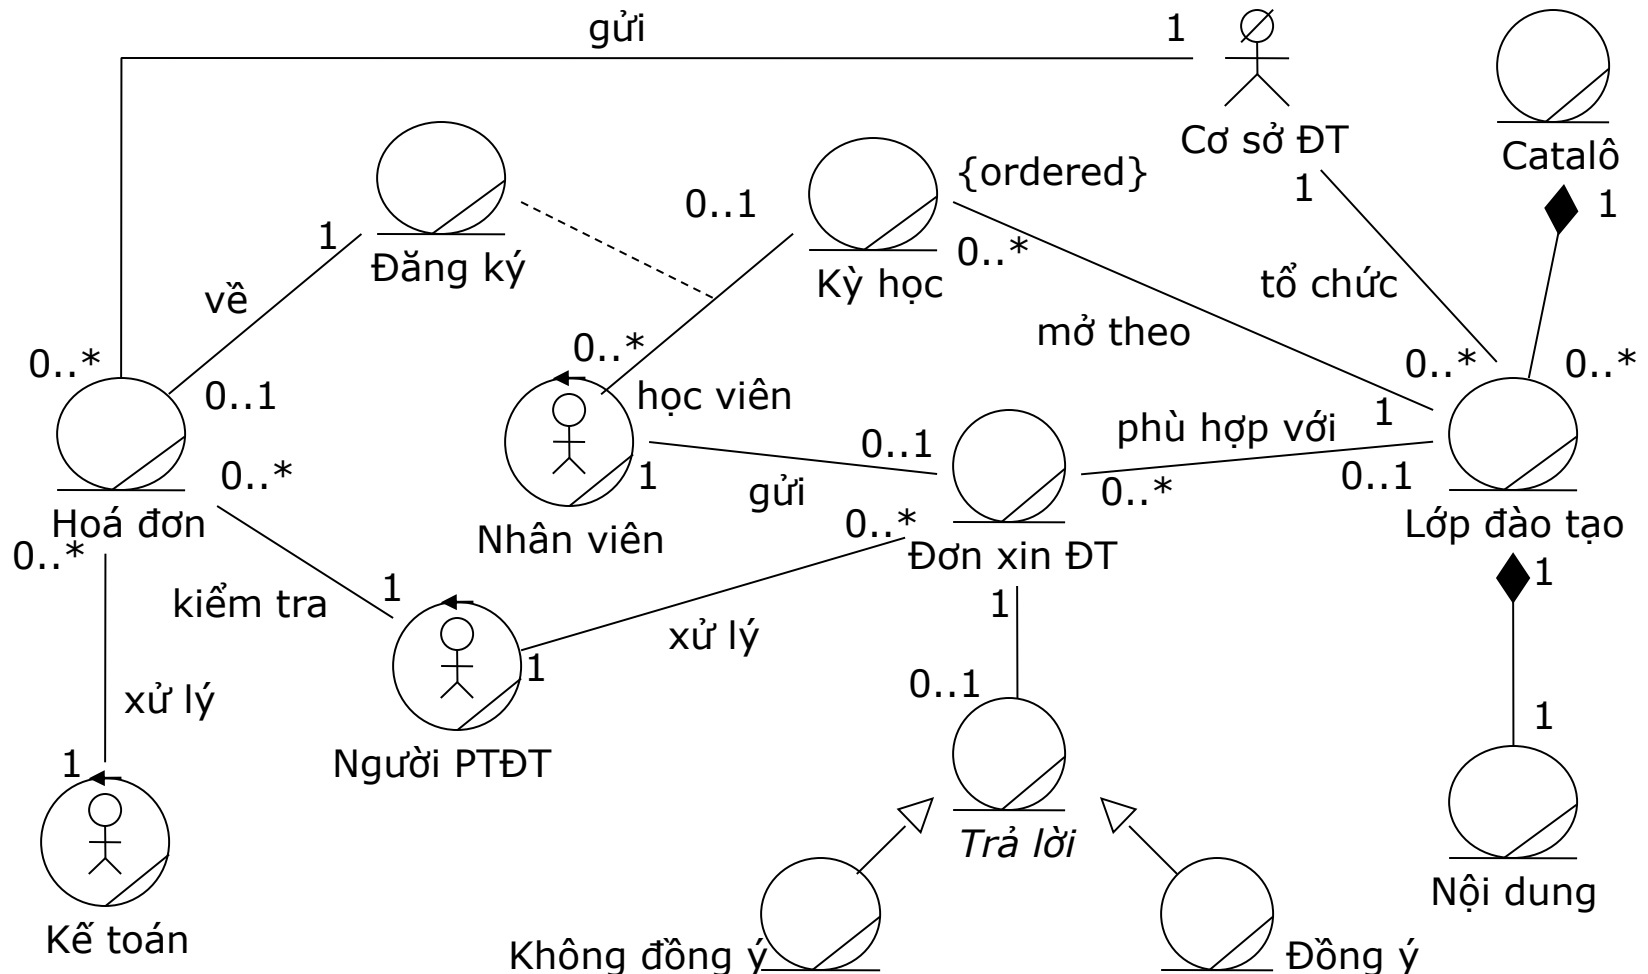 gửi
1
Cơ sở ĐT
Catalô
{ordered}
0..1
1
1
1
Đăng ký
0..*
Kỳ học
tổ chức
về
mở theo
0..*
0..*
0..*
0..*
0..1
học viên
1
phù hợp với
0..1
1
0..*
gửi
0..*
0..1
Hoá đơn
Nhân viên
0..*
Lớp đào tạo
0..*
Đơn xin ĐT
1
kiểm tra
1
1
xử lý
1
0..1
xử lý
1
1
Người PTĐT
Trả lời
Nội dung
Kế toán
Không đồng ý
Đồng ý